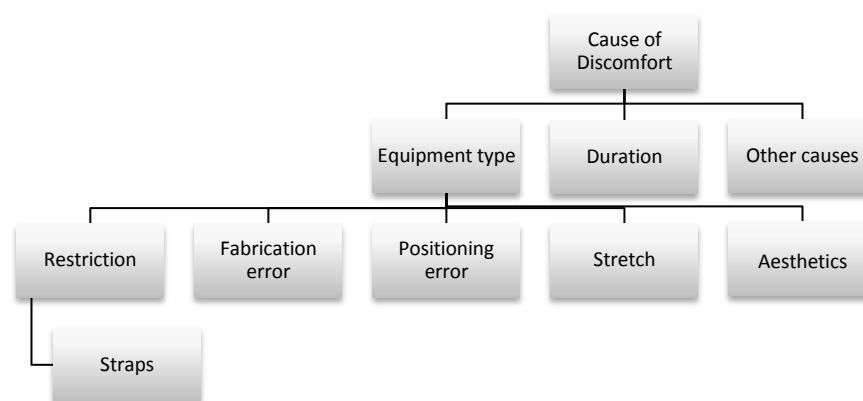 Cause of
Discomfort
Equipment type
Duration
Other causes
Restriction
Fabrication
error
Positioning
error
Stretch
Aesthetics
Straps